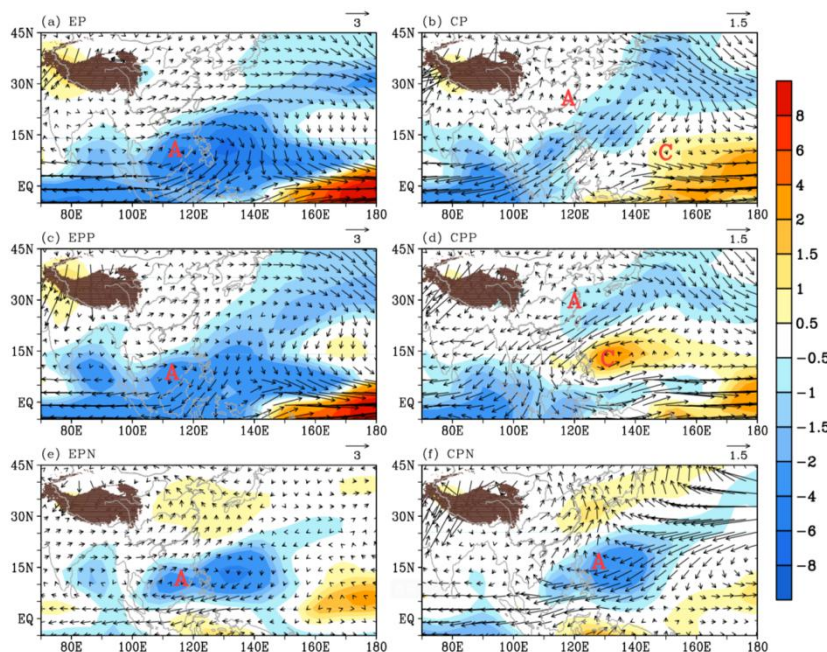 (a) EP 3
(b) CP 1.5
45N
30N
15N
EQ
A
80E 100E 120E 140E 160E 180
45N
30N
15N
EQ
A
C
80E 100E 120E 140E 160E 180
(c) EPP 3
(d) CPP 1.5
45N
30N
15N
EQ
A
80E 100E 120E 140E 160E 180
45N
30N
15N
EQ
A
C
80E 100E 120E 140E 160E 180
(e) EPN 3
(f) CPN 1.5
45N
30N
15N
EQ
A
80E 100E 120E 140E 160E 180
45N
30N
15N
EQ
A
80E 100E 120E 140E 160E 180
8
6
4
2
1.5
1
0.5
-0.5
-1
-1.5
-2
-4
-6
-8